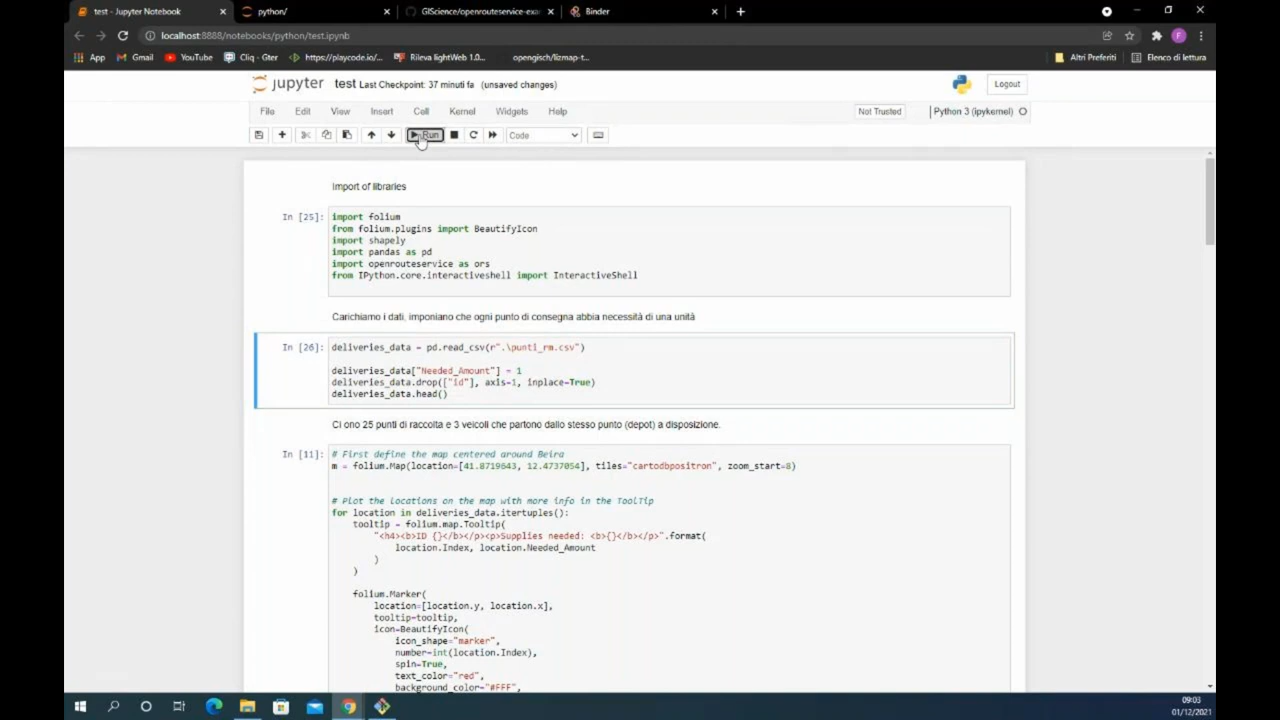 test - Jupyter Notebook
python/
GIScience/openrouteservice-exa
Binder
localhost:8888/notebooks/python/test.ipynb
App
Gmail
YouTube
Cliq - Gter
https://playcode.io/...
Rileva lightWeb 1.0...
opengisch/lizmap-t...
Altri Preferiti
Elenco di lettura
jupyter test Last Checkpoint: 37 minuti fa (unsaved changes)
Logout
File Edit View Insert Cell Kernel Widgets Help
Not Trusted
Python 3 (ipykernel)
Run
Code
Import of libraries
In [25]:
import folium
from folium.plugins import BeautifyIcon
import shapely
import pandas as pd
import openrouteservice as ors
from IPython.core.interactiveshell import InteractiveShell
Carichiamo i dati, imponiano che ogni punto di consegna abbia necessità di una unità
In [26]:
deliveries_data = pd.read_csv(r".\punti_rm.csv")
deliveries_data["Needed_Amount"] = 1
deliveries_data.drop(["id"], axis=1, inplace=True)
deliveries_data.head()
Ci ono 25 punti di raccolta e 3 veicoli che partono dallo stesso punto (depot) a disposizione.
In [11]:
# First define the map centered around Beira
m = folium.Map(location=[41.8719643, 12.4737054], tiles="cartodbpositron", zoom_start=8)
# Plot the locations on the map with more info in the ToolTip
for location in deliveries_data.itertuples():
tooltip = folium.map.Tooltip(
"<h4><b>ID {}</b></p><p>Supplies needed: <b>{}</b></p>".format(
location.Index, location.Needed_Amount
)
)
folium.Marker(
location=[location.y, location.x],
tooltip=tooltip,
icon=BeautifyIcon(
icon_shape="marker",
number=int(location.Index),
spin=True,
text_color="red",
background_color="#FFF",
09:03
01/12/2021